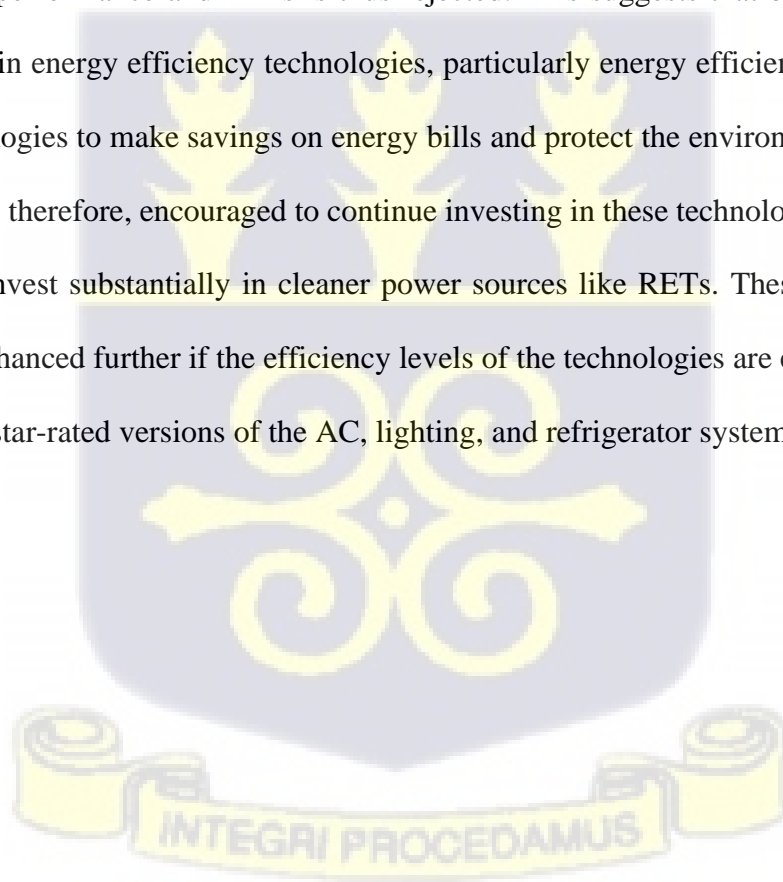 in energy efficiency technologies, particularly energy efficien
ogies to make savings on energy bills and protect the environ
therefore, encouraged to continue investing in these technolo
nvest substantially in cleaner power sources like RETs. Thes
hanced further if the efficiency levels of the technologies are
star-rated versions of the AC, lighting, and refrigerator system
INTEGRI PROCEDAMUS